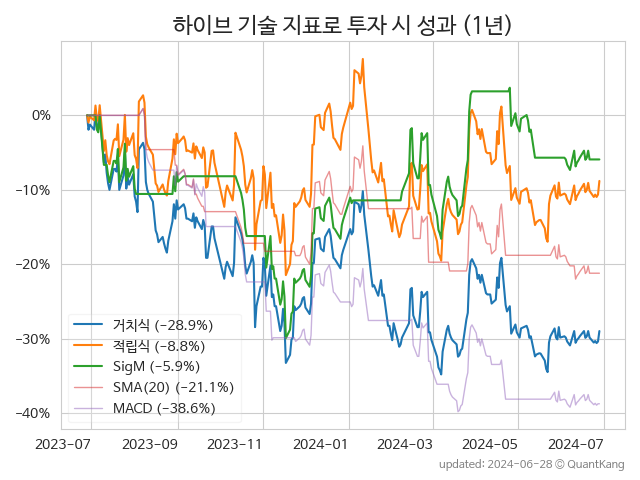 하이브 기술 지표로 투자 시 성과 (1년)
0%
−10%
−20%
−30%
−40%
거치식 (−28.9%)
적립식 (−8.8%)
SigM (−5.9%)
SMA(20) (−21.1%)
MACD (−38.6%)
2023-07 2023-09 2023-11 2024-01 2024-03 2024-05 2024-07
updated: 2024-06-28 © QuantKang